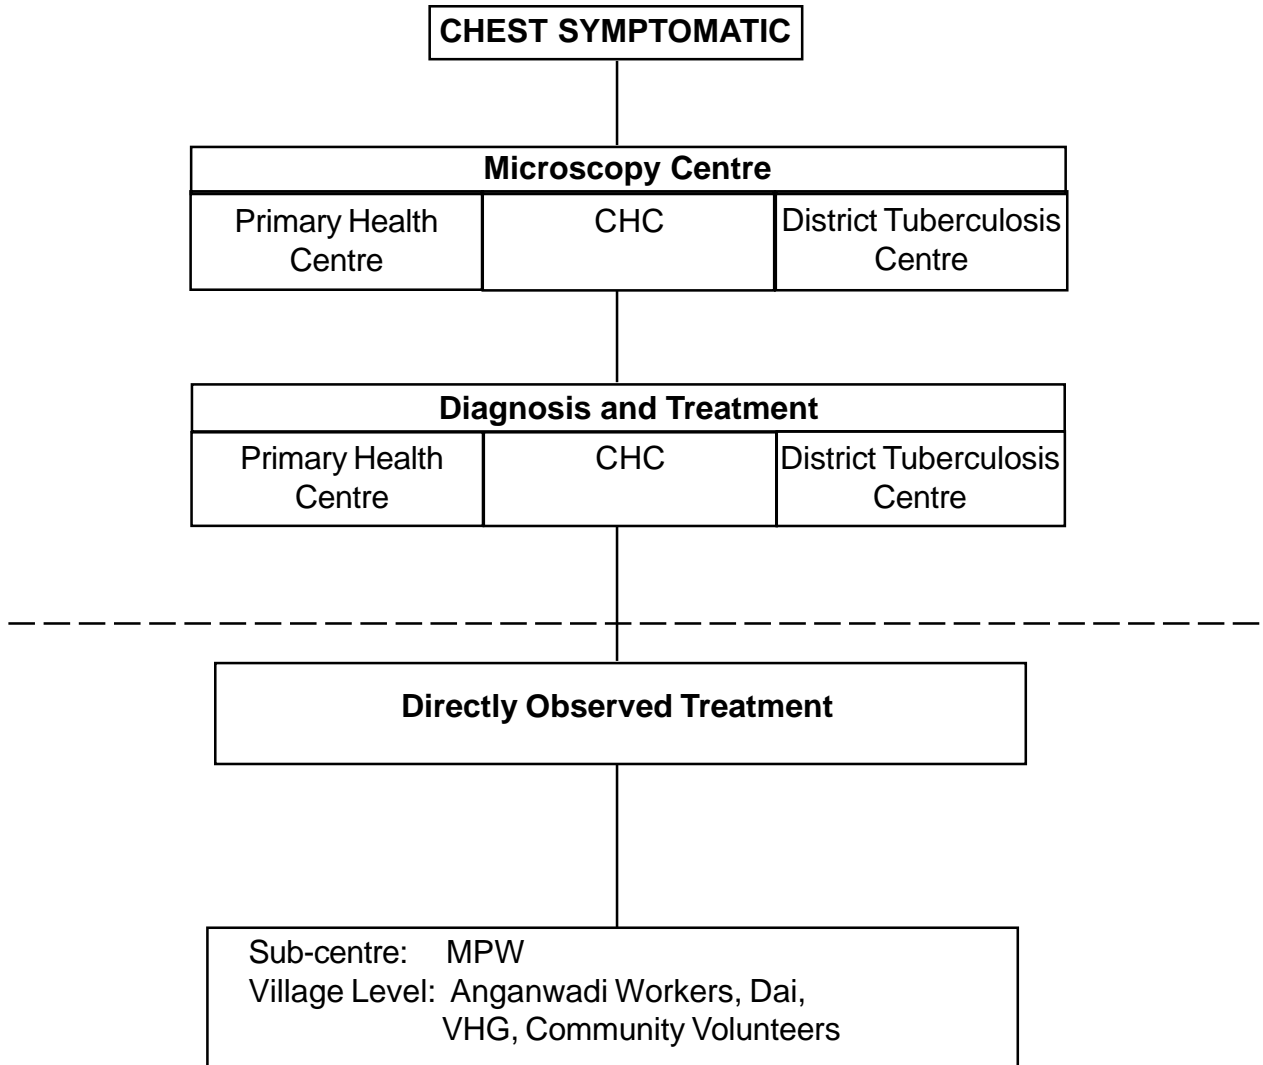 CHEST SYMPTOMATIC
Microscopy Centre
Primary Health
Centre
CHC
District Tuberculosis
Centre
Diagnosis and Treatment
Primary Health
Centre
CHC
District Tuberculosis
Centre
Directly Observed Treatment
Sub-centre: MPW
Village Level: Anganwadi Workers, Dai,
VHG, Community Volunteers